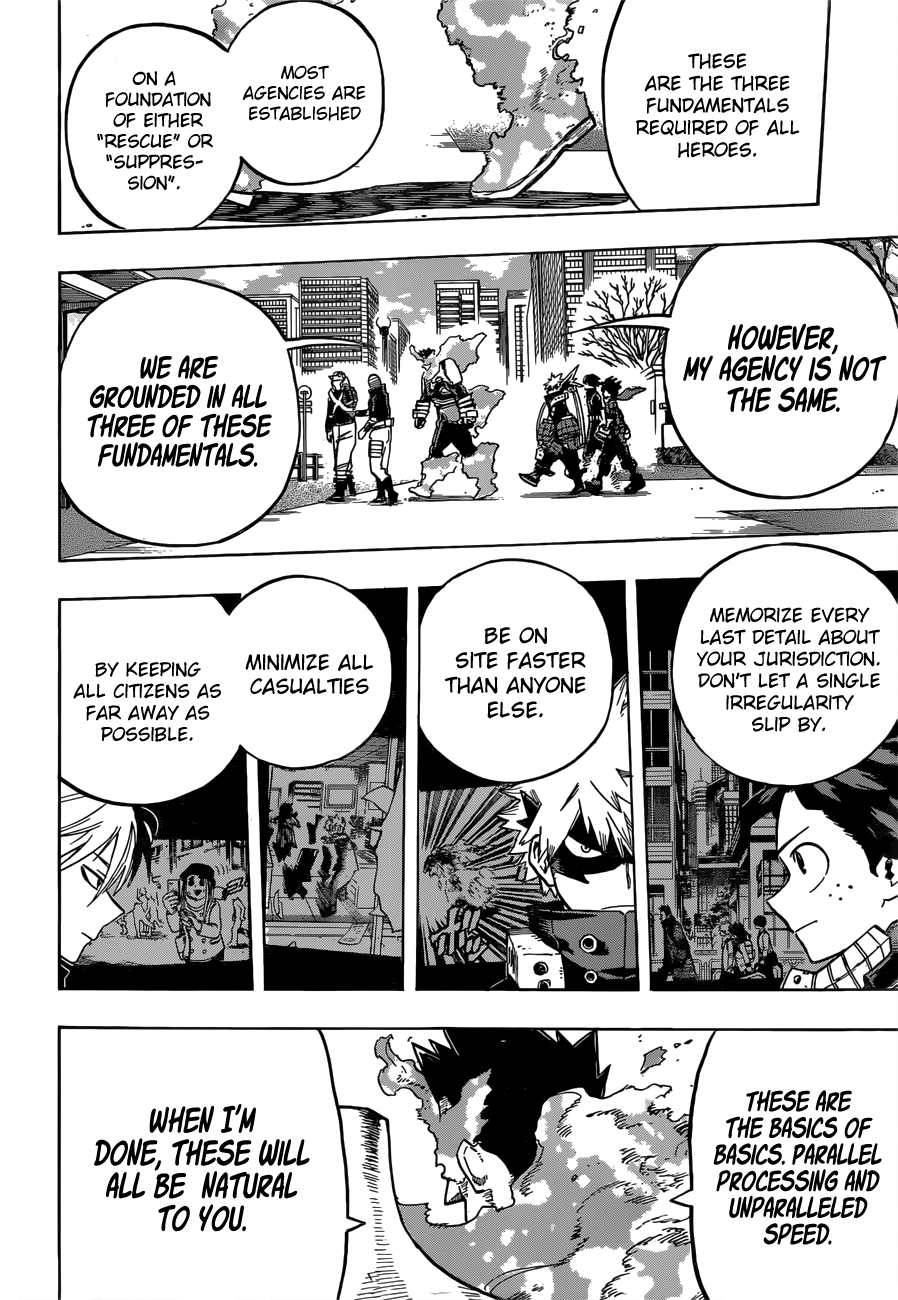 THESE
ARE THE THREE
FUNDAMENTALS
REQUIRED OF ALL
HEROES.
MOST
AGENCIES ARE
ESTABLISHED
ON A
FOUNDATION
OF EITHER
"RESCUE" OR
"SUPPRES-
SION".
HOWEVER,
MY AGENCY IS NOT
THE SAME.
WE ARE
GROUNDED IN ALL
THREE OF THESE
FUNDAMENTALS.
MEMORIZE EVERY
LAST DETAIL ABOUT
YOUR JURISDICTION.
DON'T LET A SINGLE
IRREGULARITY
SLIP BY.
BE ON
SITE FASTER
THAN ANYONE
ELSE.
MINIMIZE ALL
CASUALTIES
BY KEEPING
ALL CITIZENS AS
FAR AWAY AS
POSSIBLE.
THESE ARE
THE BASICS OF
BASICS. PARALLEL
PROCESSING AND
UNPARALLELED
SPEED.
WHEN I'M
DONE, THESE WILL
ALL BE NATURAL
TO YOU.